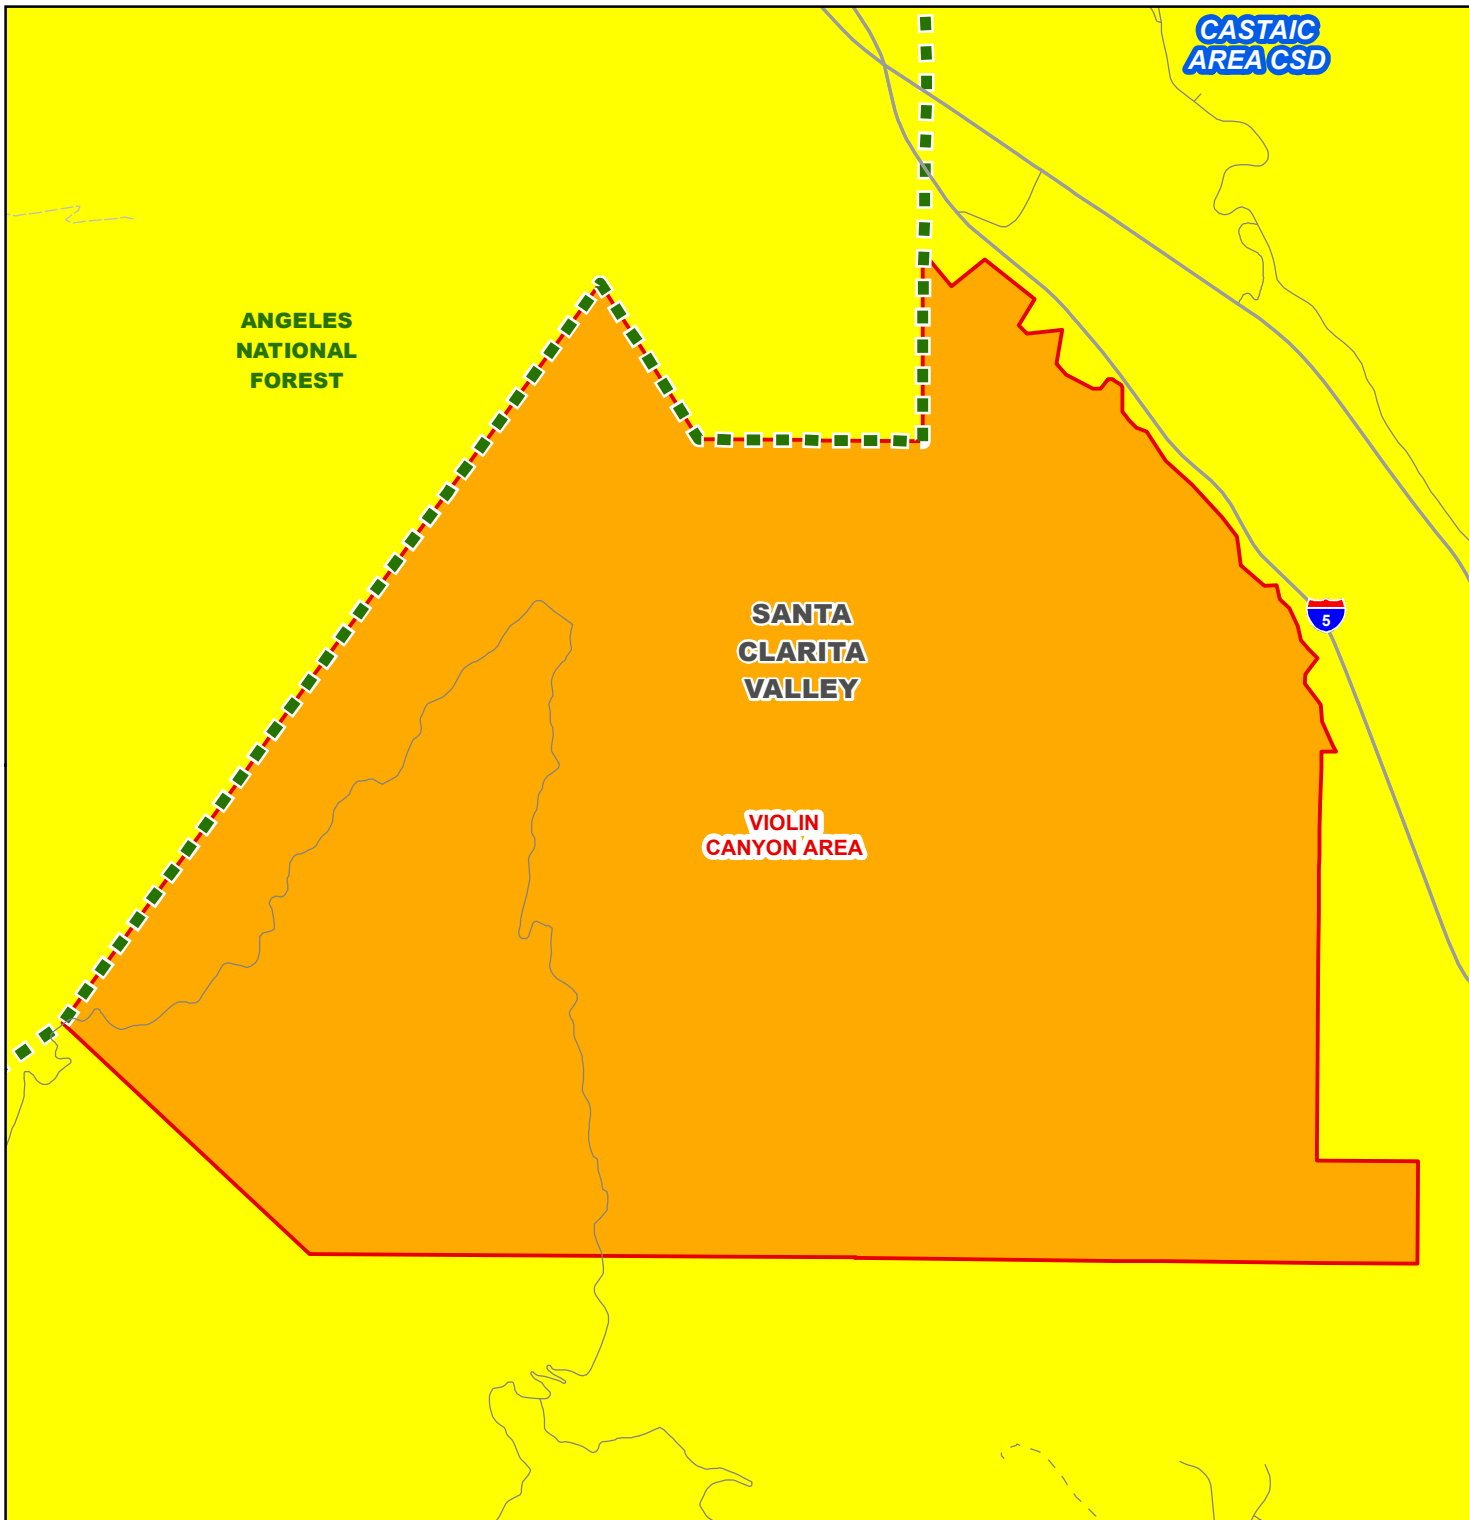 CASTAIC
AREA CSD
ANGELES
NATIONAL
FOREST
SANTA
CLARITA
VALLEY
5
VIOLIN
CANYON AREA